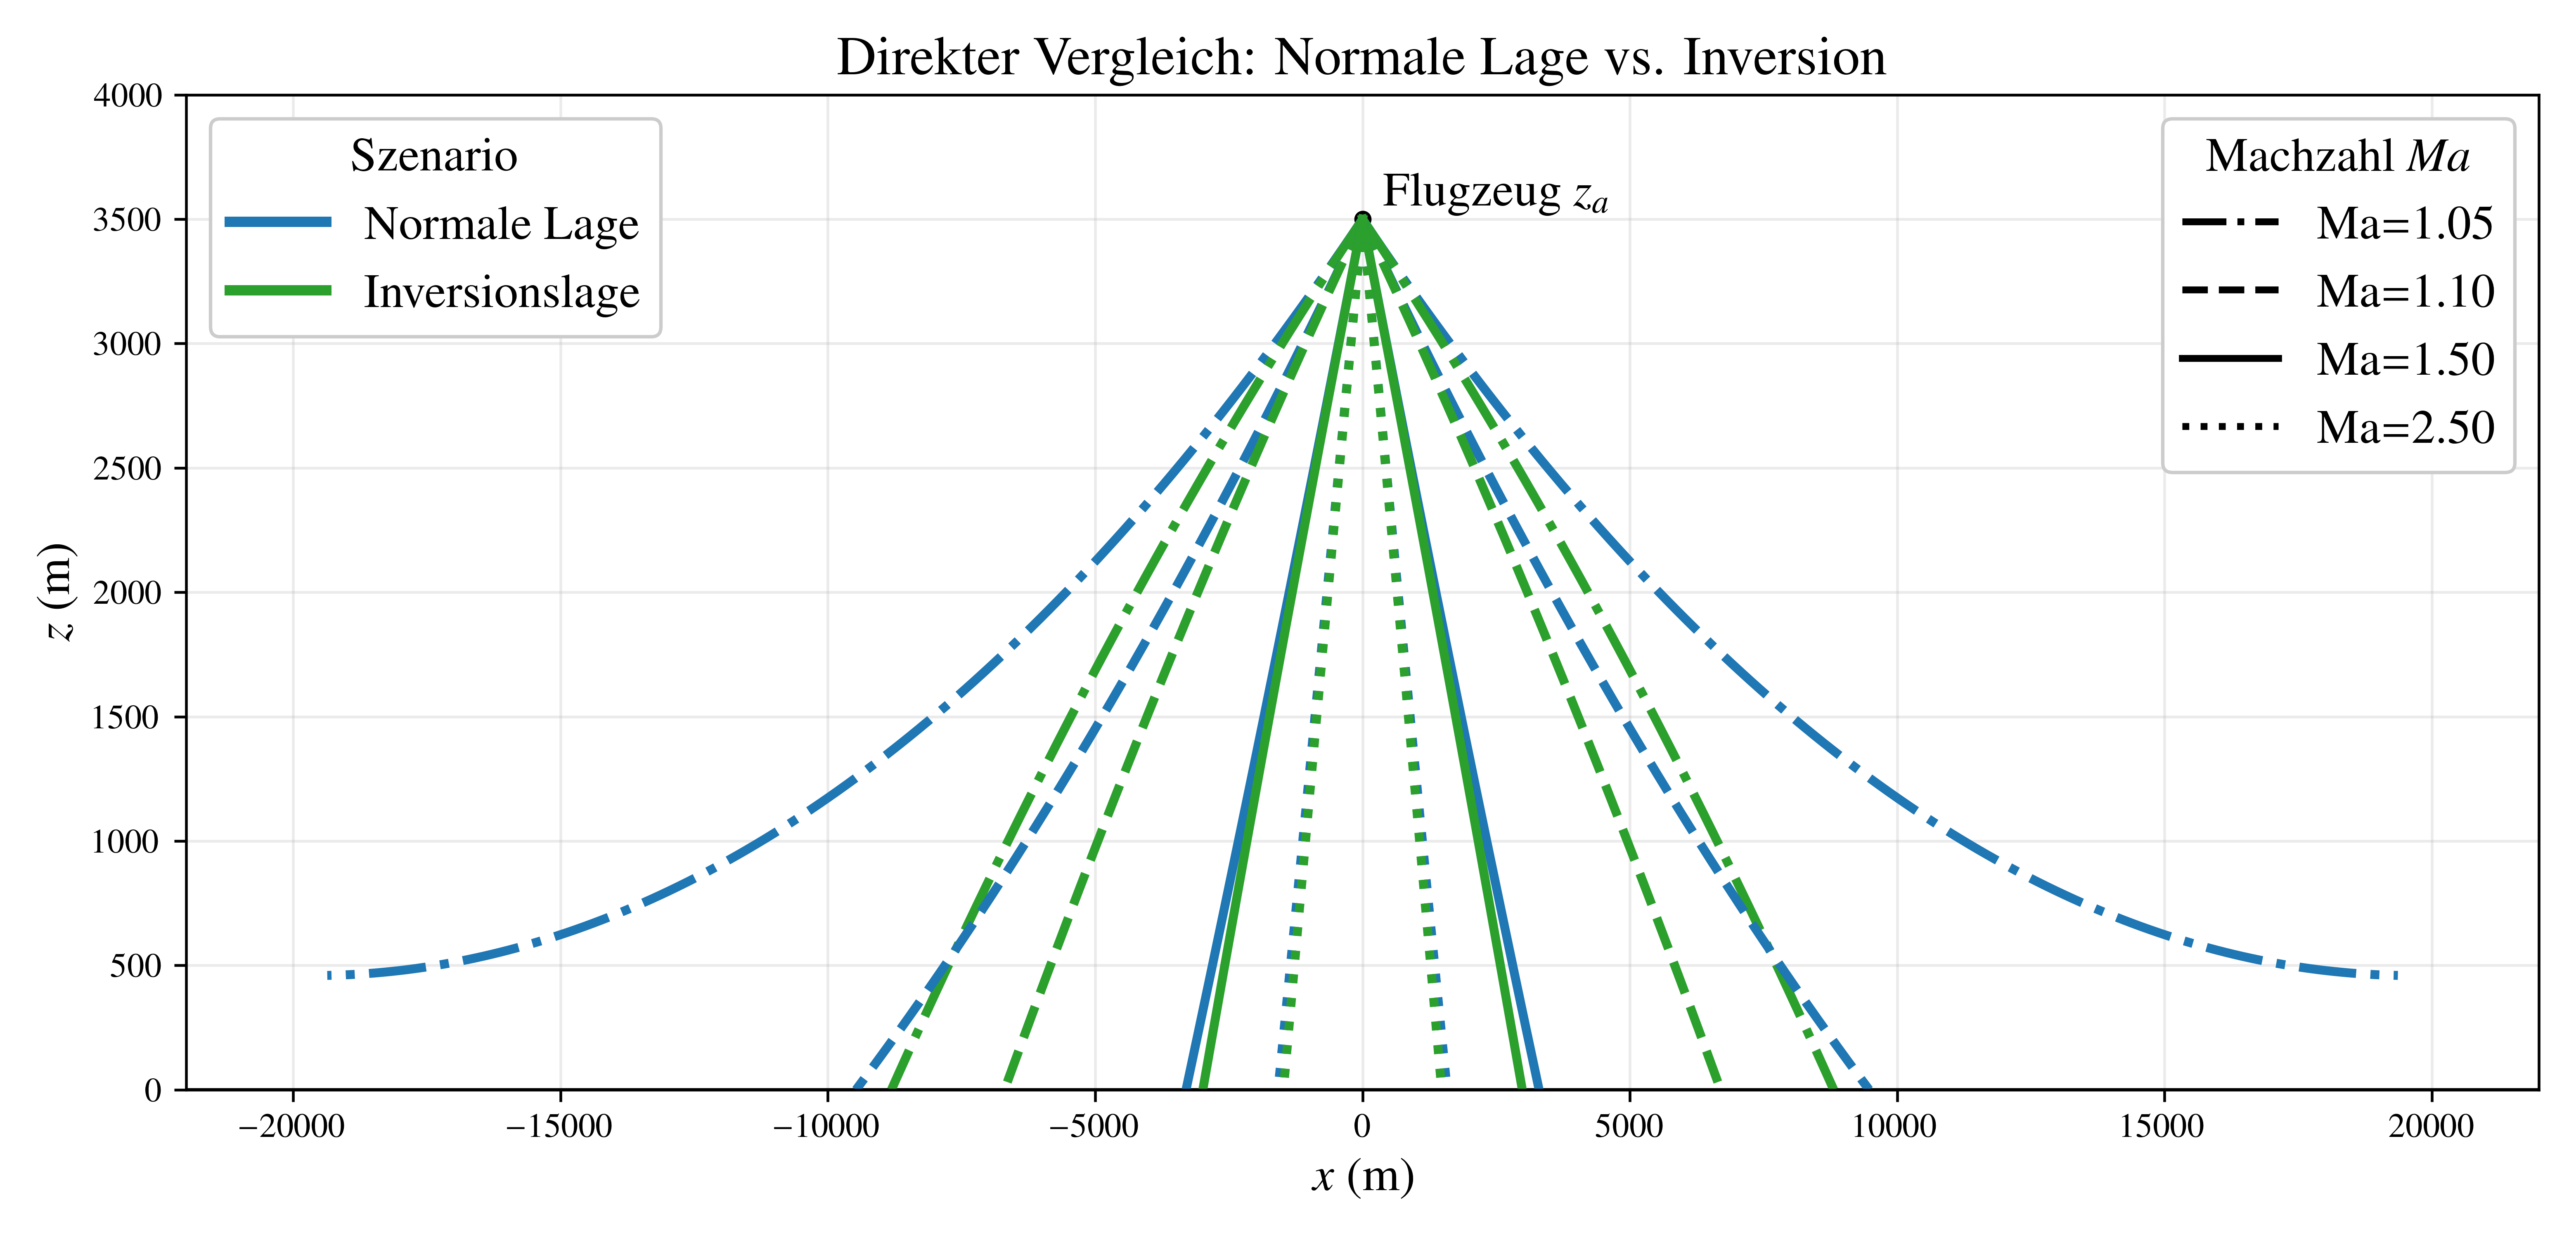 Direkter Vergleich: Normale Lage vs. Inversion
Szenario
Normale Lage
Inversionslage
Machzahl Ma
Ma=1.05
Ma=1.10
Ma=1.50
Ma=2.50
Flugzeug zₐ
4000
3500
3000
2500
2000
1500
1000
500
0
z (m)
−20000
−15000
−10000
−5000
0
5000
10000
15000
20000
x (m)